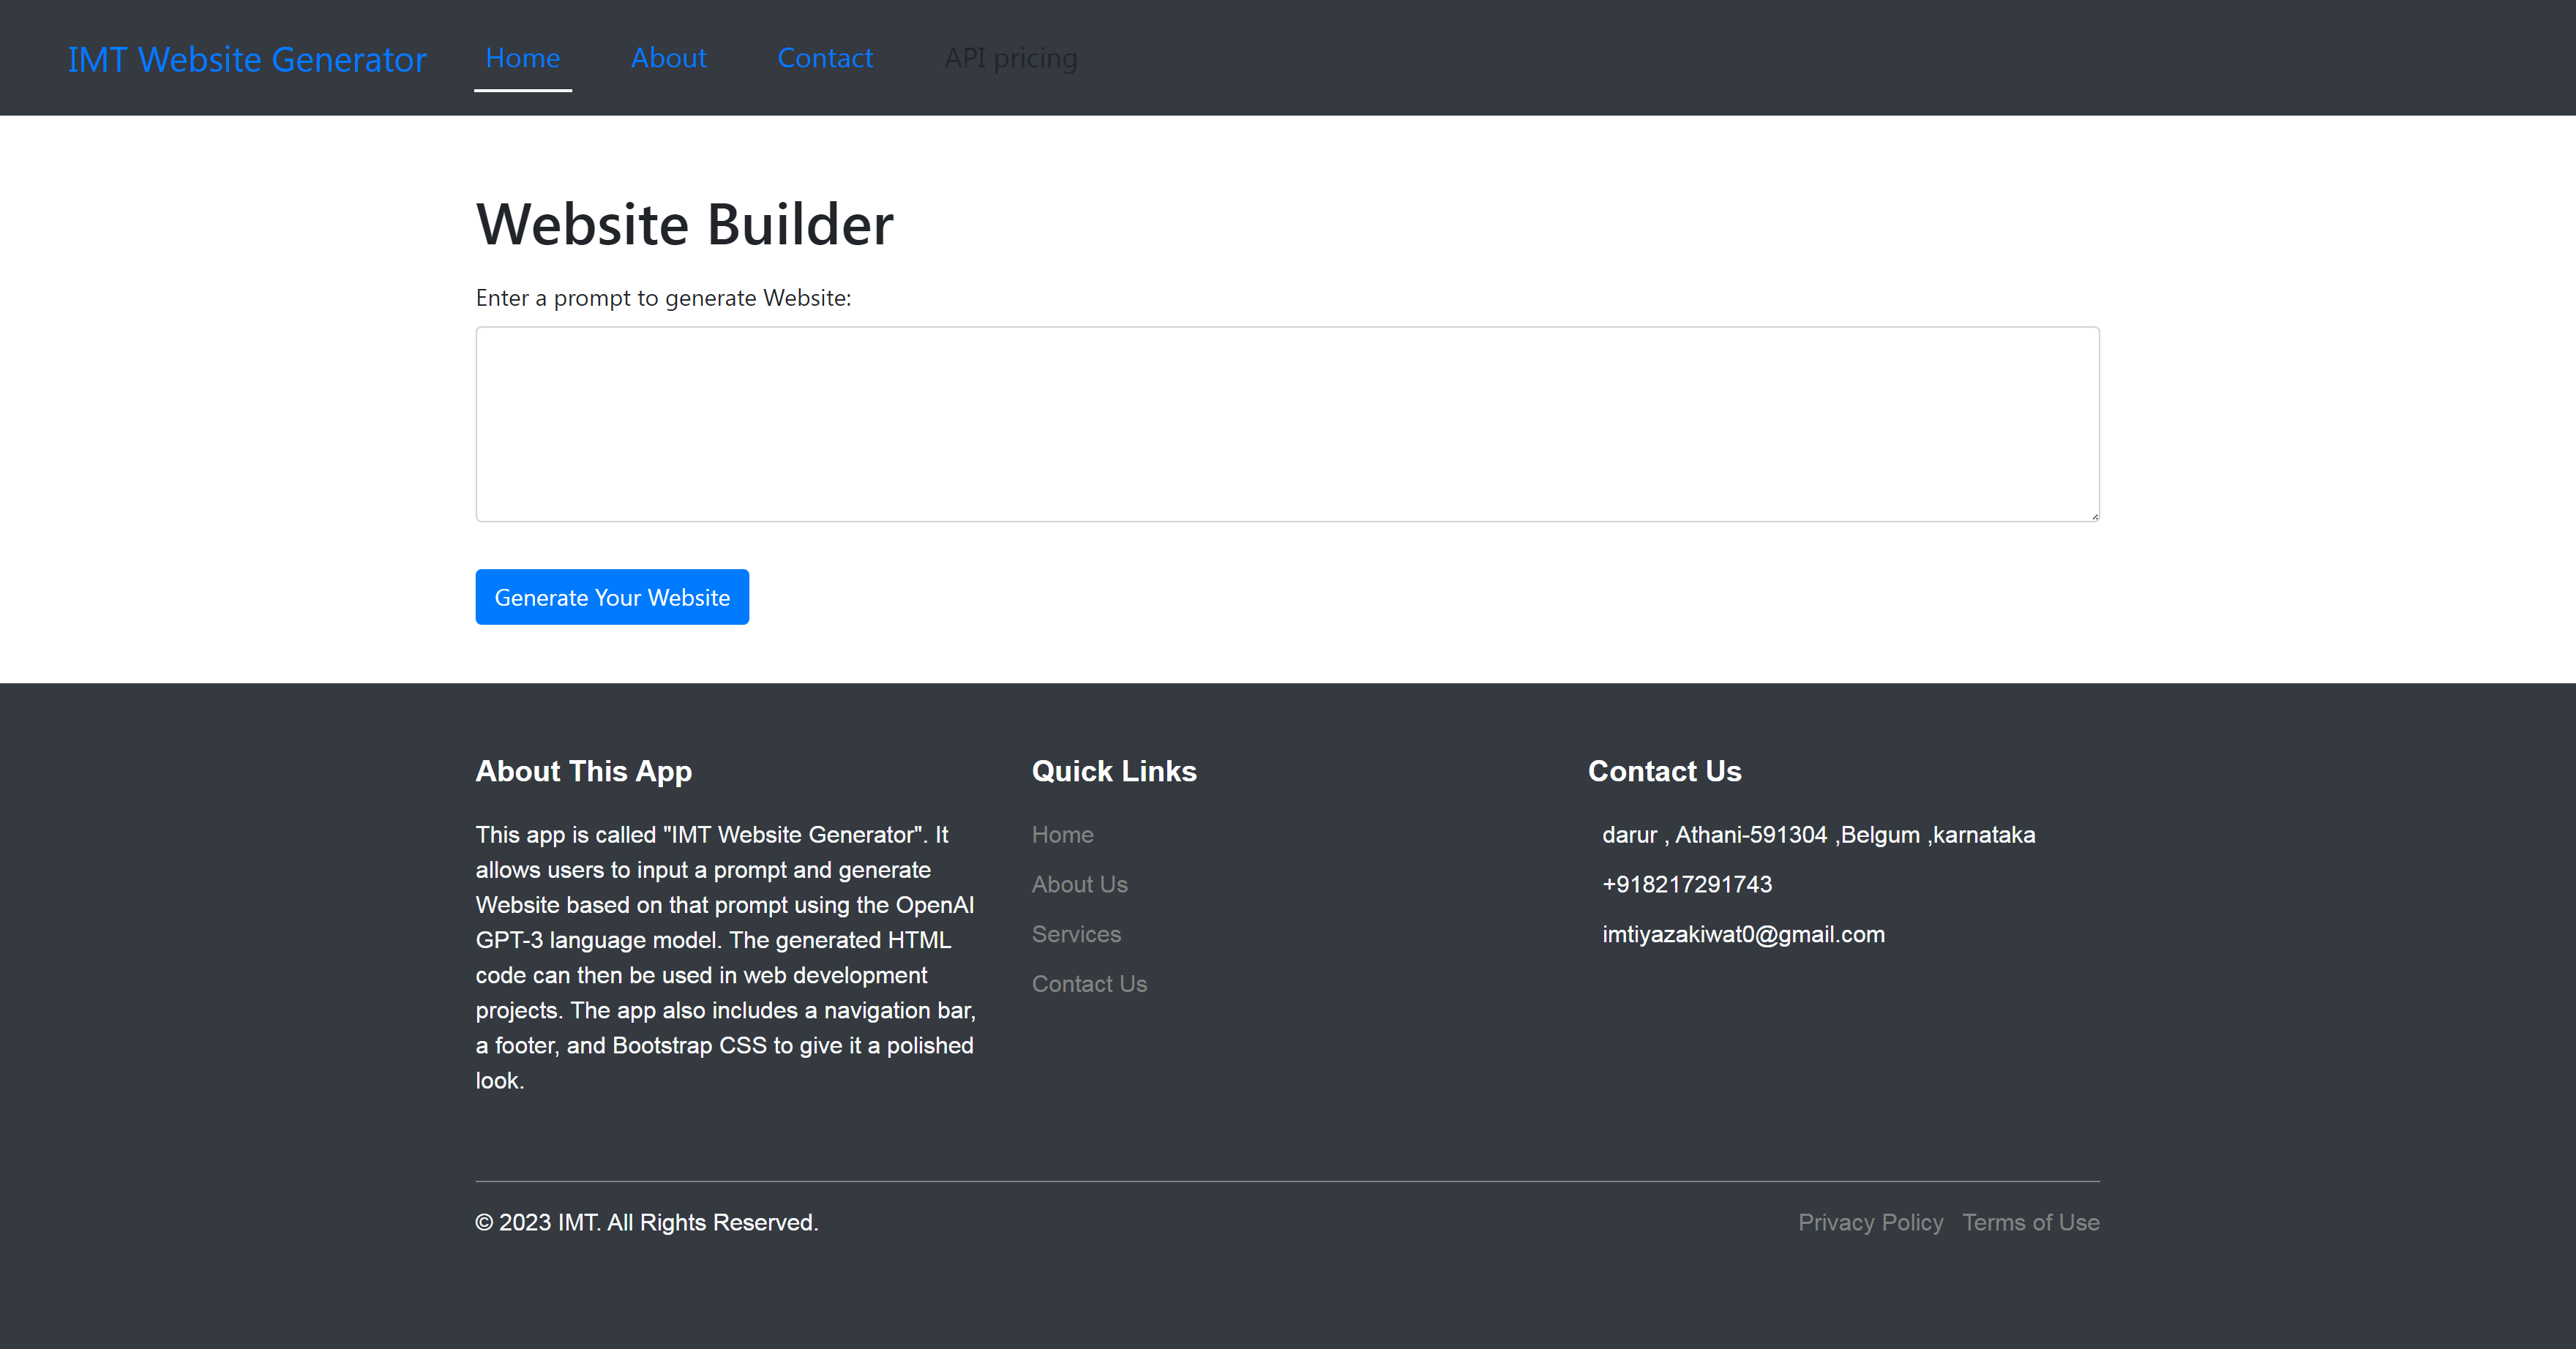 IMT Website Generator
Home
About
Contact
API pricing
Website Builder
Enter a prompt to generate Website:
Generate Your Website
About This App
This app is called "IMT Website Generator". It
allows users to input a prompt and generate
Website based on that prompt using the OpenAI
GPT-3 language model. The generated HTML
code can then be used in web development
projects. The app also includes a navigation bar,
a footer, and Bootstrap CSS to give it a polished
look.
Quick Links
Home
About Us
Services
Contact Us
Contact Us
darur , Athani-591304 ,Belgum ,karnataka
+918217291743
imtiyazakiwat0@gmail.com
© 2023 IMT. All Rights Reserved.
Privacy Policy
Terms of Use